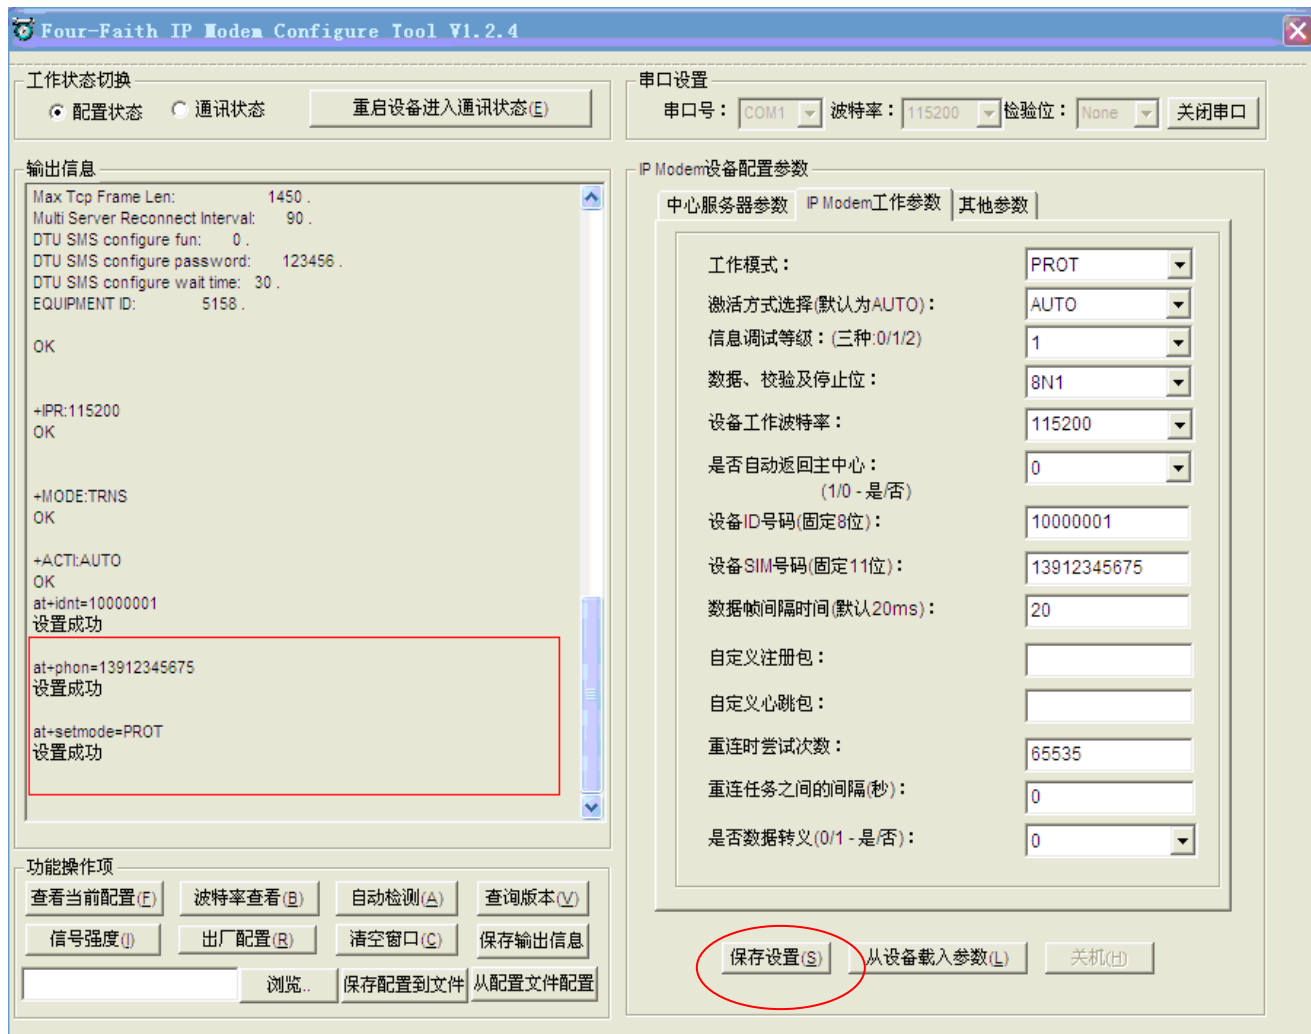 Four-Faith IP Modem Configure Tool V1.2.4
工作状态切换
配置状态
通讯状态
重启设备进入通讯状态(E)
串口设置
串口号：
COM1
波特率：
115200
检验位：
None
关闭串口
输出信息
Max Tcp Frame Len: 1450 .
Multi Server Reconnect Interval: 90 .
DTU SMS configure fun: 0 .
DTU SMS configure password: 123456 .
DTU SMS configure wait time: 30 .
EQUIPMENT ID: 5158 .
OK
+IPR:115200
OK
+MODE:TRNS
OK
+ACTI:AUTO
OK
at+idnt=10000001
设置成功
at+phon=13912345675
设置成功
at+setmode=PROT
设置成功
IP Modem设备配置参数
中心服务器参数
IP Modem工作参数
其他参数
工作模式：
PROT
激活方式选择(默认为AUTO)：
AUTO
信息调试等级：(三种:0/1/2)
1
数据、校验及停止位：
8N1
设备工作波特率：
115200
是否自动返回主中心：
0
(1/0 - 是/否)
设备ID号码(固定8位)：
10000001
设备SIM号码(固定11位)：
13912345675
数据帧间隔时间(默认20ms)：
20
自定义注册包：
自定义心跳包：
重连时尝试次数：
65535
重连任务之间的间隔(秒)：
0
是否数据转义(0/1 - 是/否)：
0
功能操作项
查看当前配置(F)
波特率查看(B)
自动检测(A)
查询版本(V)
信号强度(I)
出厂配置(R)
清空窗口(C)
保存输出信息
浏览..
保存配置到文件
从配置文件配置
保存设置(S)
从设备载入参数(L)
关机(H)